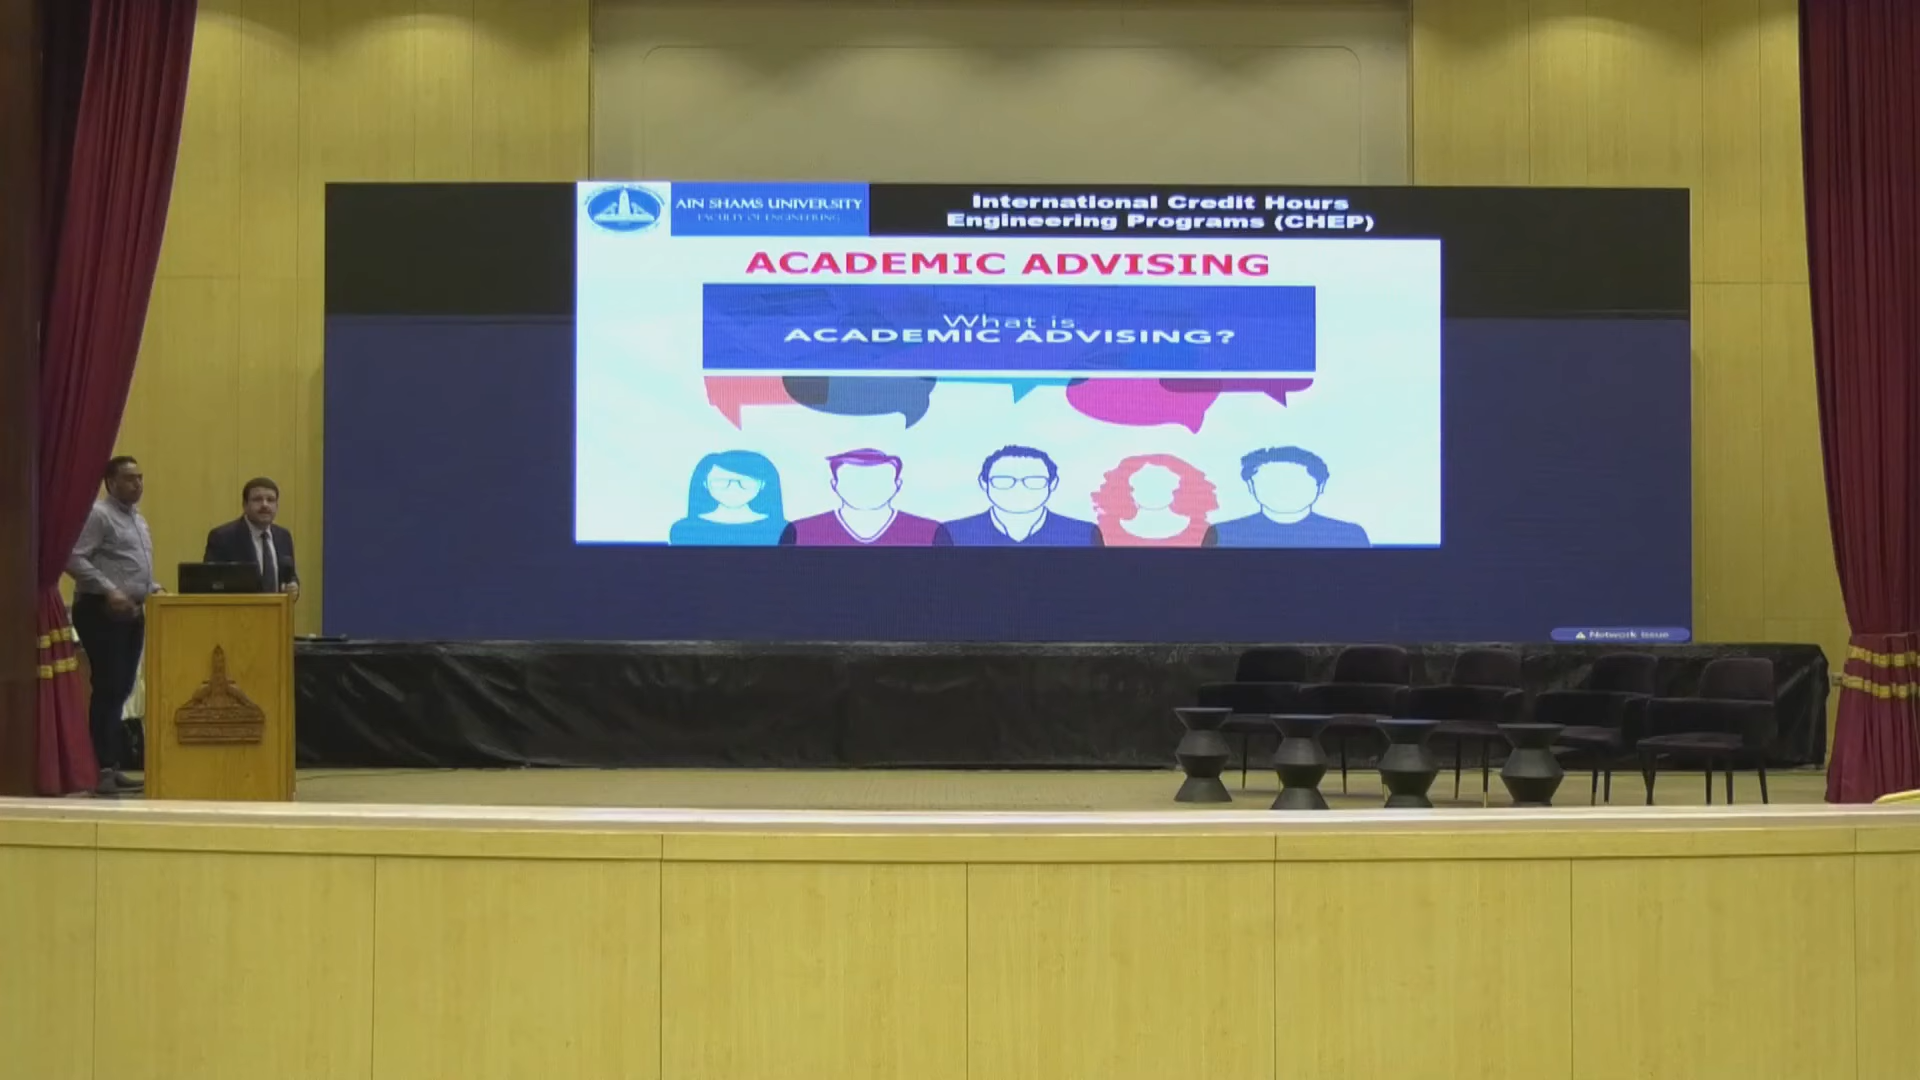 AIN SHAMS UNIVERSITY
FACULTY OF ENGINEERING
International Credit Hours
Engineering Programs (CHEP)
ACADEMIC ADVISING
What is
ACADEMIC ADVISING?
Network issue